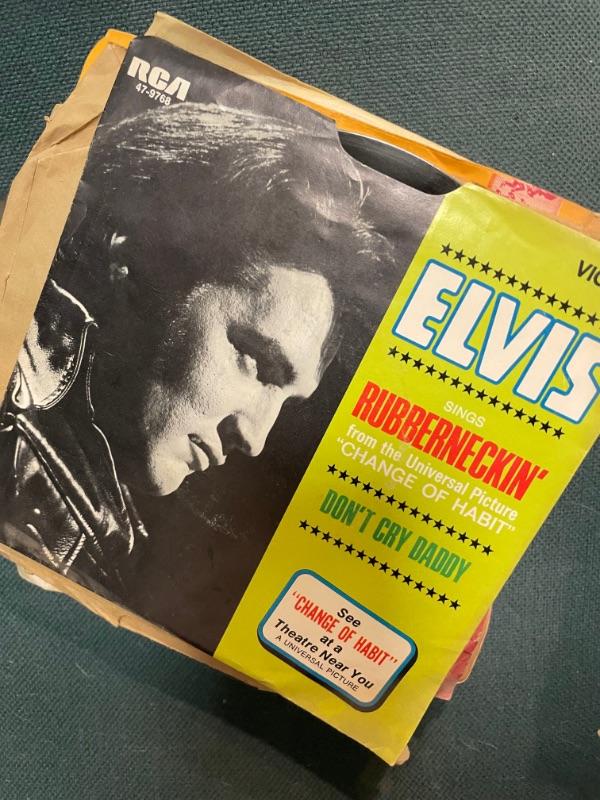 RCA
47-9768
ELVIS
SINGS
RUBBERNECKIN'
from the Universal Picture
"CHANGE OF HABIT"
DON'T CRY DADDY
See
"CHANGE OF HABIT"
at a
Theatre Near You
A UNIVERSAL PICTURE